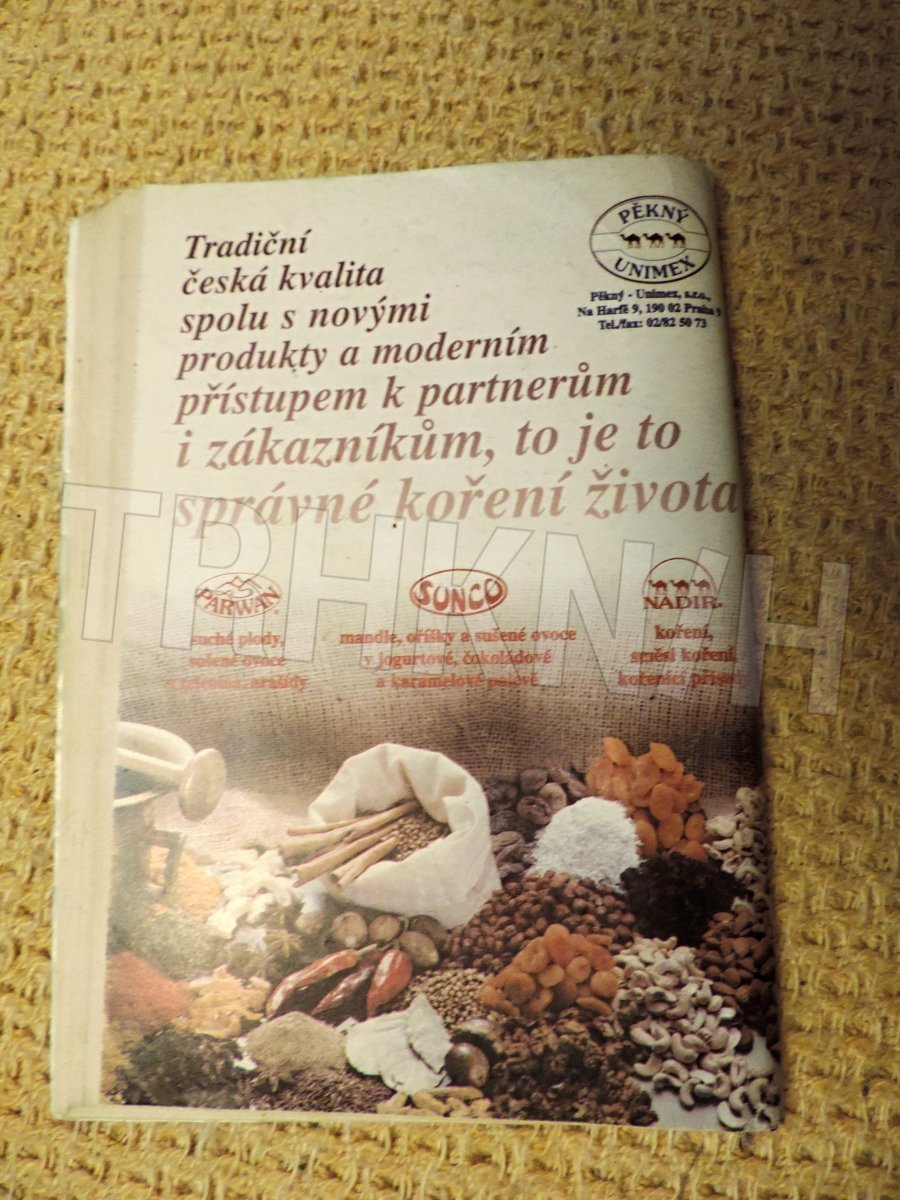 Tradiční
česká kvalita
spolu s novými
produkty a moderním
přístupem k partnerům
i zákazníkům, to je to
správné koření života
PĚKNÝ
UNIMEX
Pěkný - Unimex, s.r.o.,
Na Harfě 9, 190 02 Praha 9
Tel./fax: 02/82 50 73
PARWAN
suché plody,
sušené ovoce
a zelenina, arašídy
SUNCO
mandle, oříšky a sušené ovoce
v jogurtové, čokoládové
a karamelové polevě
NADIR
koření,
směsi koření,
kořenící
TRHKNIH